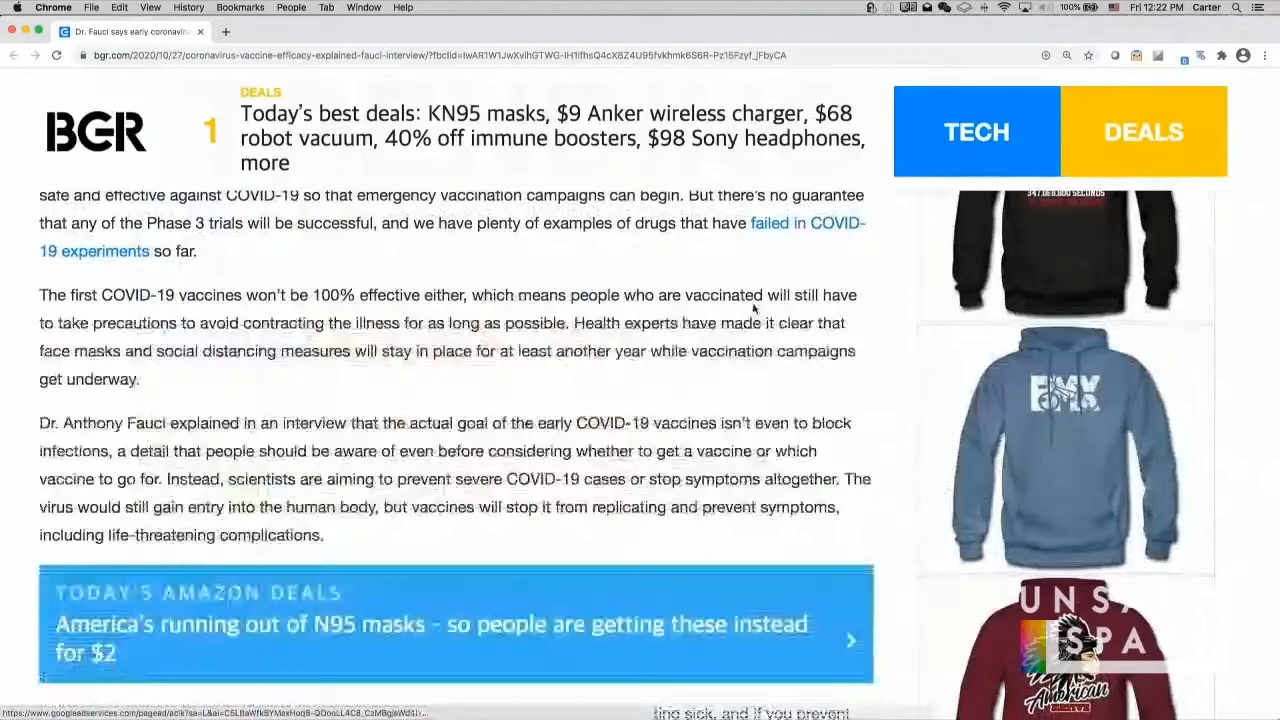 Chrome File Edit View History Bookmarks People Tab Window Help
100% Fri 12:22 PM Carter
Dr. Fauci says early coronavirus
bgr.com/2020/10/27/coronavirus-vaccine-efficacy-explained-fauci-interview/?fbclid=
BGR
1
DEALS
Today's best deals: KN95 masks, $9 Anker wireless charger, $68
robot vacuum, 40% off immune boosters, $98 Sony headphones,
more
TECH
DEALS
safe and effective against COVID-19 so that emergency vaccination campaigns can begin. But there's no guarantee
that any of the Phase 3 trials will be successful, and we have plenty of examples of drugs that have failed in COVID-
19 experiments so far.
The first COVID-19 vaccines won't be 100% effective either, which means people who are vaccinated will still have
to take precautions to avoid contracting the illness for as long as possible. Health experts have made it clear that
face masks and social distancing measures will stay in place for at least another year while vaccination campaigns
get underway.
Dr. Anthony Fauci explained in an interview that the actual goal of the early COVID-19 vaccines isn't even to block
infections, a detail that people should be aware of even before considering whether to get a vaccine or which
vaccine to go for. Instead, scientists are aiming to prevent severe COVID-19 cases or stop symptoms altogether. The
virus would still gain entry into the human body, but vaccines will stop it from replicating and prevent symptoms,
including life-threatening complications.
TODAY'S AMAZON DEALS
America's running out of N95 masks – so people are getting these instead
for $2
UNSA
SPA
American
ting sick, and if you prevent